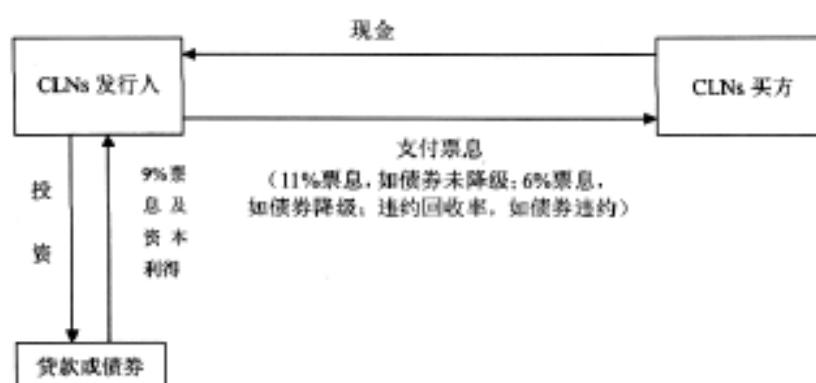 现金
CLNs 发行人
CLNs 买方
支付票息
(11%票息,如债券未降级;6%票息,
如债券降级;违约回收率,如债券违约)
投
资
9%票
息及
资本
利得
贷款或债券